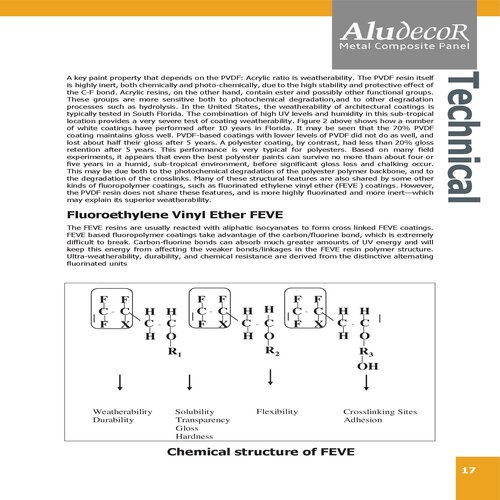 AludecoR
Metal Composite Panel
Technical
A key paint property that depends on the PVDF: Acrylic ratio is weatherability. The PVDF resin itself
is highly inert, both chemically and photo-chemically, due to the high stability and protective effect of
the C-F bond. Acrylic resins, on the other hand, contain ester and possibly other functional groups.
These groups are more sensitive both to photochemical degradation,and to other degradation
processes such as hydrolysis. In the United States, the weatherability of architectural coatings is
typically tested in South Florida. The combination of high UV levels and humidity in this sub-tropical
location provides a very severe test of coating weatherability. Figure 2 above shows how a number
of white coatings have performed after 10 years in Florida. It may be seen that the 70% PVDF
coating maintains gloss well. PVDF-based coatings with lower levels of PVDF did not do as well, and
lost about half their gloss after 5 years. A polyester coating, by contrast, had less than 20% gloss
retention after 5 years. This performance is very typical for polyesters. Based on many field
experiments, it appears that even the best polyester paints can survive no more than about four or
five years in a humid, sub-tropical environment, before significant gloss loss and chalking occur.
This may be due both to the photochemical degradation of the polyester polymer backbone, and to
the degradation of the crosslinks. Many of these structural features are also shared by some other
kinds of fluoropolymer coatings, such as fluorinated ethylene vinyl ether (FEVE ) coatings. However,
the PVDF resin does not share these features, and is more highly fluorinated and more inert—which
may explain its superior weatherability.
Fluoroethylene Vinyl Ether FEVE
The FEVE resins are usually reacted with aliphatic isocyanates to form cross linked FEVE coatings.
FEVE based fluoropolymer coatings take advantage of the carbon/fluorine bond, which is extremely
difficult to break. Carbon-fluorine bonds can absorb much greater amounts of UV energy and will
keep this energy from affecting the weaker bonds/linkages in the FEVE resin polymer structure.
Ultra-weatherability, durability, and chemical resistance are derived from the distinctive alternating
fluorinated units
F F H H F F H H F F H H
C - C C - C C - C C - C C - C C - C
F X H O F X H O F X H O
R1 R2 R3
OH
Weatherability Solubility Flexibility Crosslinking Sites
Durability Transparency Adhesion
Gloss
Hardness
Chemical structure of FEVE
17